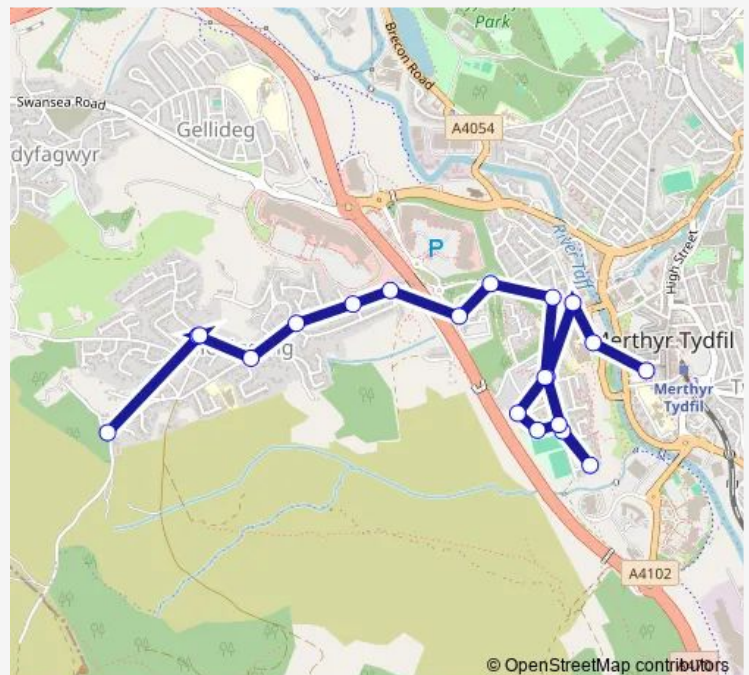 Park
Brecon Road
Swansea Road
Gellideg
A4054
dyfagwyr
River Taff
High Street
P
Merthyr Tydfil
Merthyr
Tydfil
A4102
© OpenStreetMap contributors